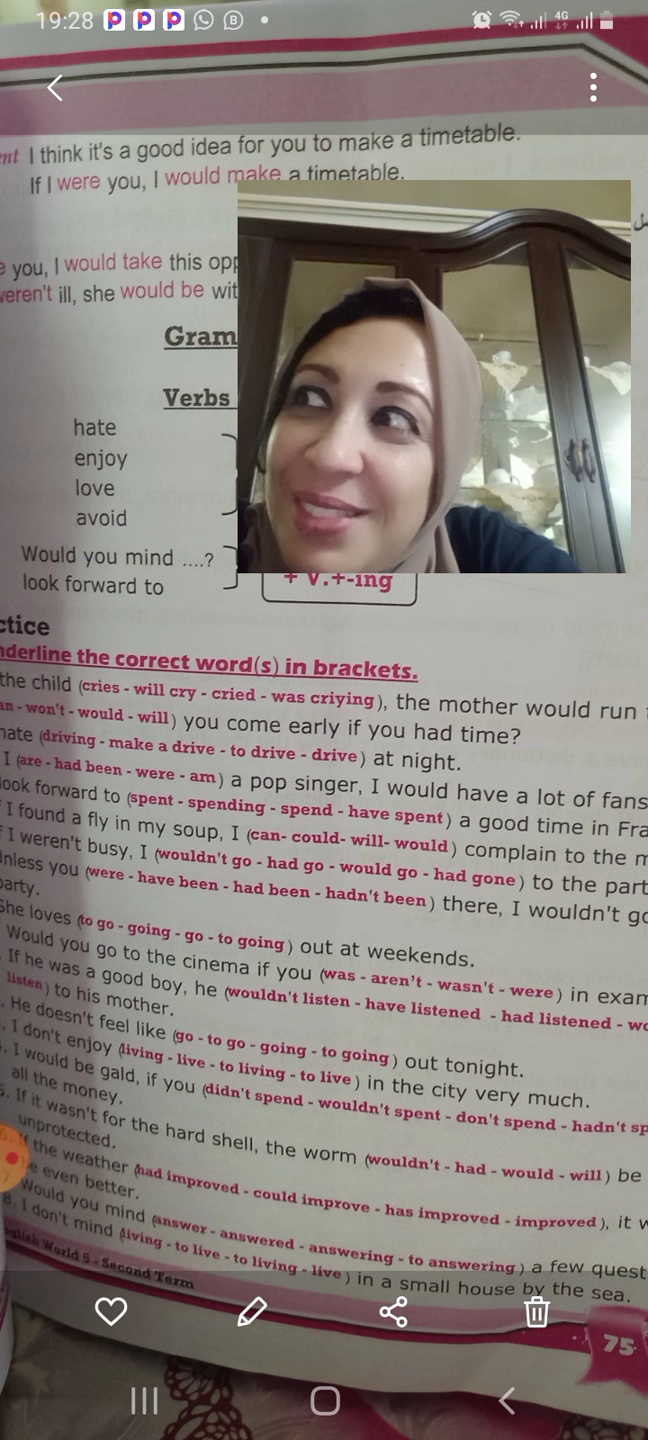 19:28
4G
I think it's a good idea for you to make a timetable.
If I were you, I would make a timetable.
you, I would take this
weren't ill, she would be
Gram
Verbs
hate
enjoy
love
avoid
Would you mind ....?
look forward to
+ V.+-ing
ctice
nderline the correct word(s) in brackets.
the child (cries - will cry - cried - was criying), the mother would run
an - won't - would - will) you come early if you had time?
hate (driving - make a drive - to drive - drive) at night.
I (are - had been - were - am) a pop singer, I would have a lot of fans
look forward to (spent - spending - spend - have spent) a good time in Fra
I found a fly in my soup, I (can- could- will- would) complain to the m
I weren't busy, I (wouldn't go - had go - would go - had gone) to the part
Unless you (were - have been - had been - hadn't been) there, I wouldn't go
party.
She loves (to go - going - go - to going) out at weekends.
Would you go to the cinema if you (was - aren't - wasn't - were) in exam
If he was a good boy, he (wouldn't listen - have listened - had listened - wo
listen) to his mother.
He doesn't feel like (go - to go - going - to going) out tonight.
I don't enjoy (living - live - to living - to live) in the city very much.
I would be gald, if you (didn't spend - wouldn't spent - don't spend - hadn't sp
all the money.
If it wasn't for the hard shell, the worm (wouldn't - had - would - will) be
unprotected.
If the weather (had improved - could improve - has improved - improved), it w
be even better.
Would you mind (answer - answered - answering - to answering) a few quest
8. I don't mind (living - to live - to living - live) in a small house by the sea.
nglish World 5 - Second Term
75